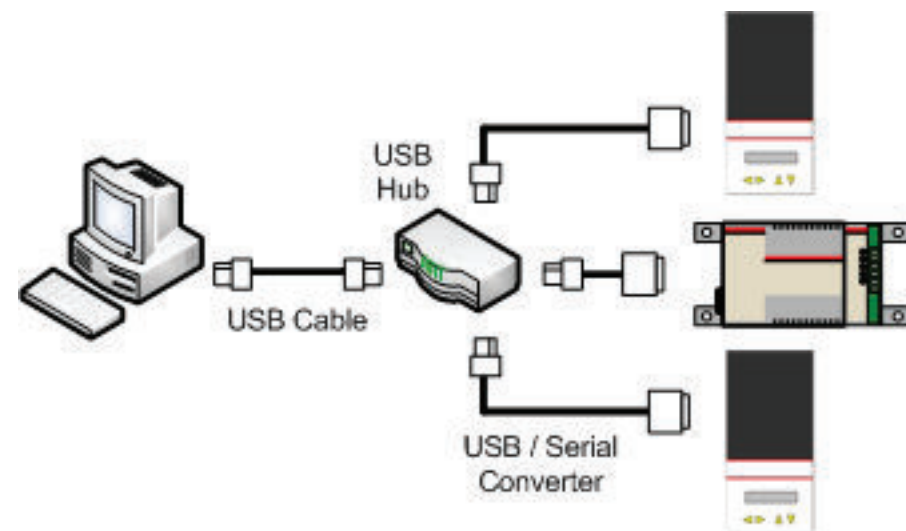 USB
Hub
USB Cable
USB / Serial
Converter